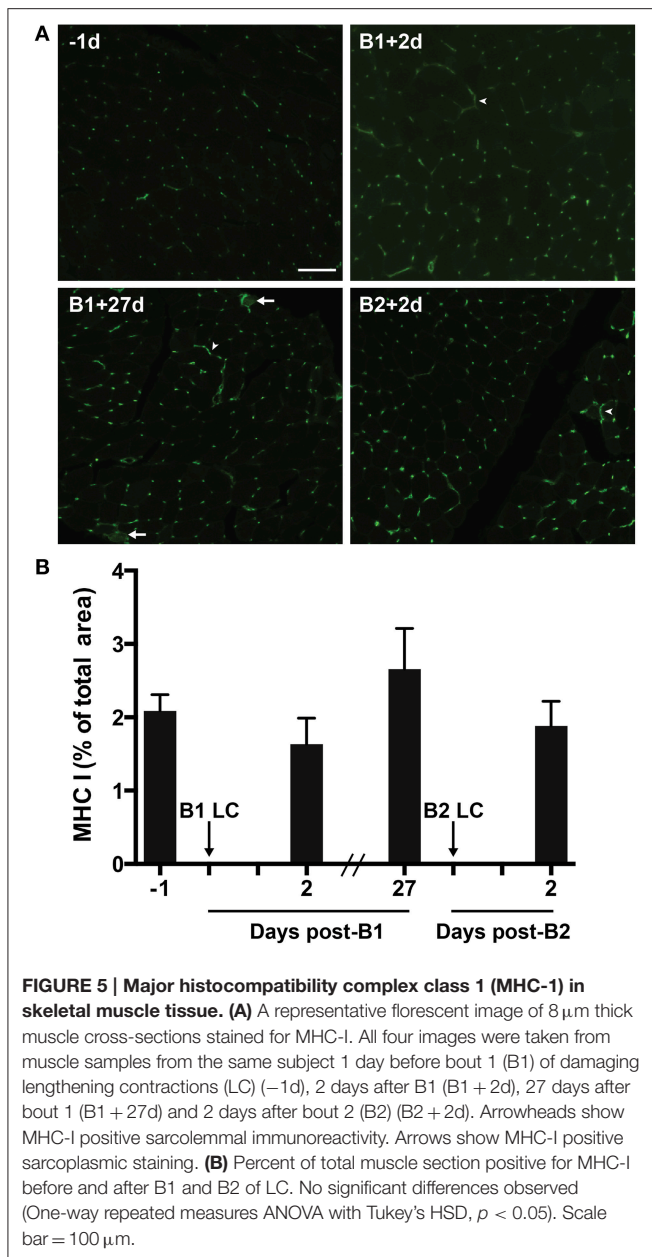 A
-1d
B1+2d
B1+27d
B2+2d
B
MHC I (% of total area)
4
3
2
1
0
B1 LC
B2 LC
-1
2
27
2
Days post-B1
Days post-B2
FIGURE 5 | Major histocompatibility complex class 1 (MHC-1) in
skeletal muscle tissue. (A) A representative florescent image of 8 μm thick
muscle cross-sections stained for MHC-I. All four images were taken from
muscle samples from the same subject 1 day before bout 1 (B1) of damaging
lengthening contractions (LC) (−1d), 2 days after B1 (B1 + 2d), 27 days after
bout 1 (B1 + 27d) and 2 days after bout 2 (B2) (B2 + 2d). Arrowheads show
MHC-I positive sarcolemmal immunoreactivity. Arrows show MHC-I positive
sarcoplasmic staining. (B) Percent of total muscle section positive for MHC-I
before and after B1 and B2 of LC. No significant differences observed
(One-way repeated measures ANOVA with Tukey's HSD, p < 0.05). Scale
bar = 100 μm.